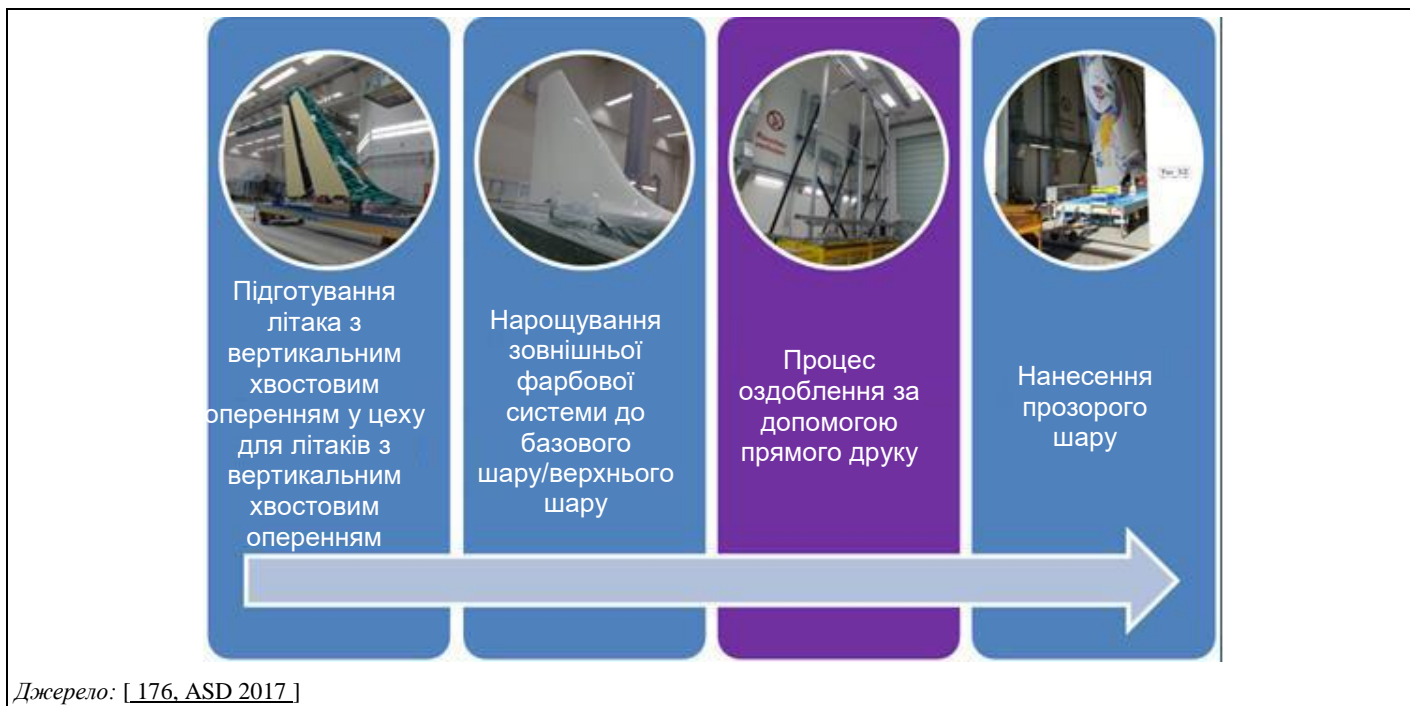 Підготування
літака з
вертикальним
хвостовим
оперенням у цеху
для літаків з
вертикальним
хвостовим
оперенням
Нарощування
зовнішньої
фарбової
системи до
базового
шару/верхнього
шару
Процес
оздоблення за
допомогою
прямого друку
Нанесення
прозорого
шару
Джерело: [ 176, ASD 2017 ]